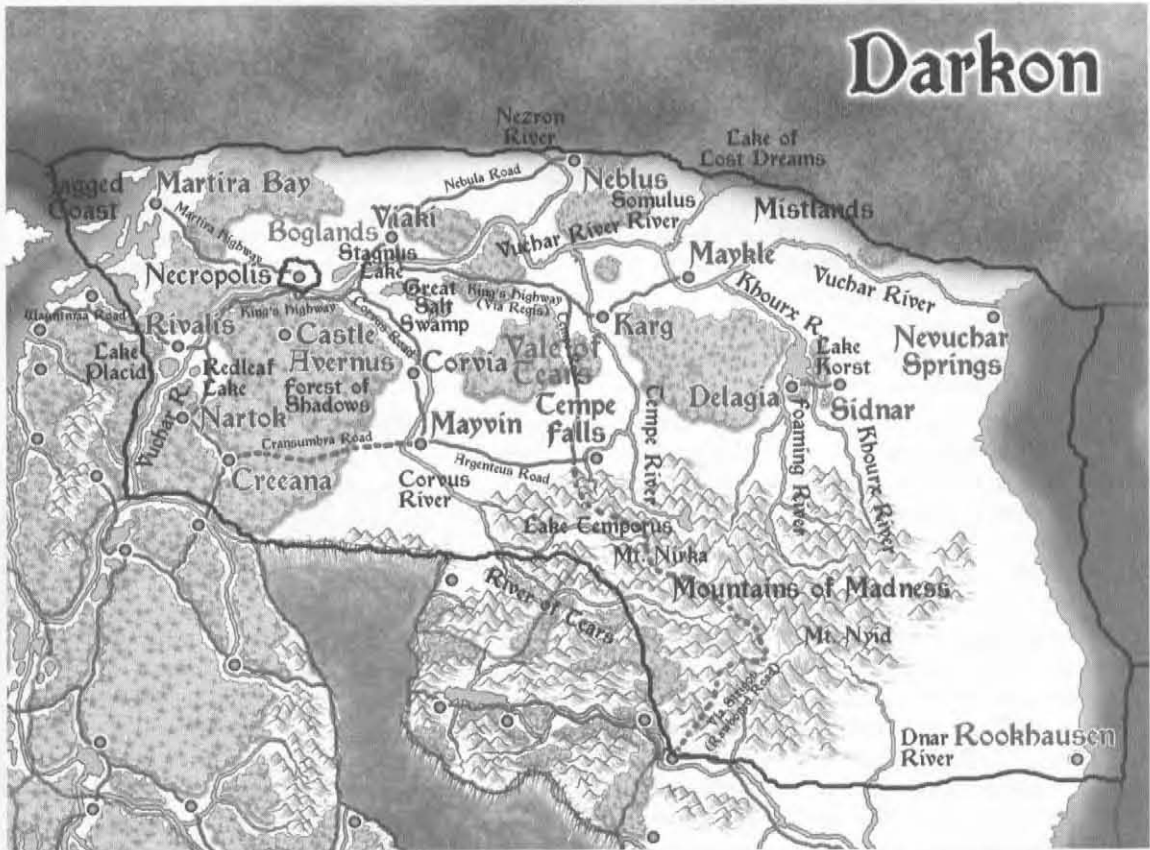 Darkon
Nezron
River
Lake of
Lost Dreams
Jagged
Coast
Martira Bay
Nebula Road
Neblus
Somulus
River
Mistlands
Viaki
Boglands
Vuchar River
Martira Highway
Stagnus
Lake
Maykle
Necropolis
Great
Salt
Swamp
King's Highway
(Via Regis)
Vuchar River
Khourx R.
King's Highway
Corvus Road
Karg
Nevuchar
Springs
Rivalis
Castle
Avernus
Lake
Placid
Redleaf
Lake
Forest of
Shadows
Corvia
Vale of
Tears
Lake
Korst
Delagia
Sidnar
Vuchar R.
Nartok
Tempe
Falls
Tempe River
Foaming River
Khourx River
Cransumbra Road
Mayvin
Argenteus Road
Creeana
Corvus
River
Lake Temporus
Mt. Nirka
River of Tears
Mountains of Madness
Mt. Nyid
Dnar
River
Rookhausen